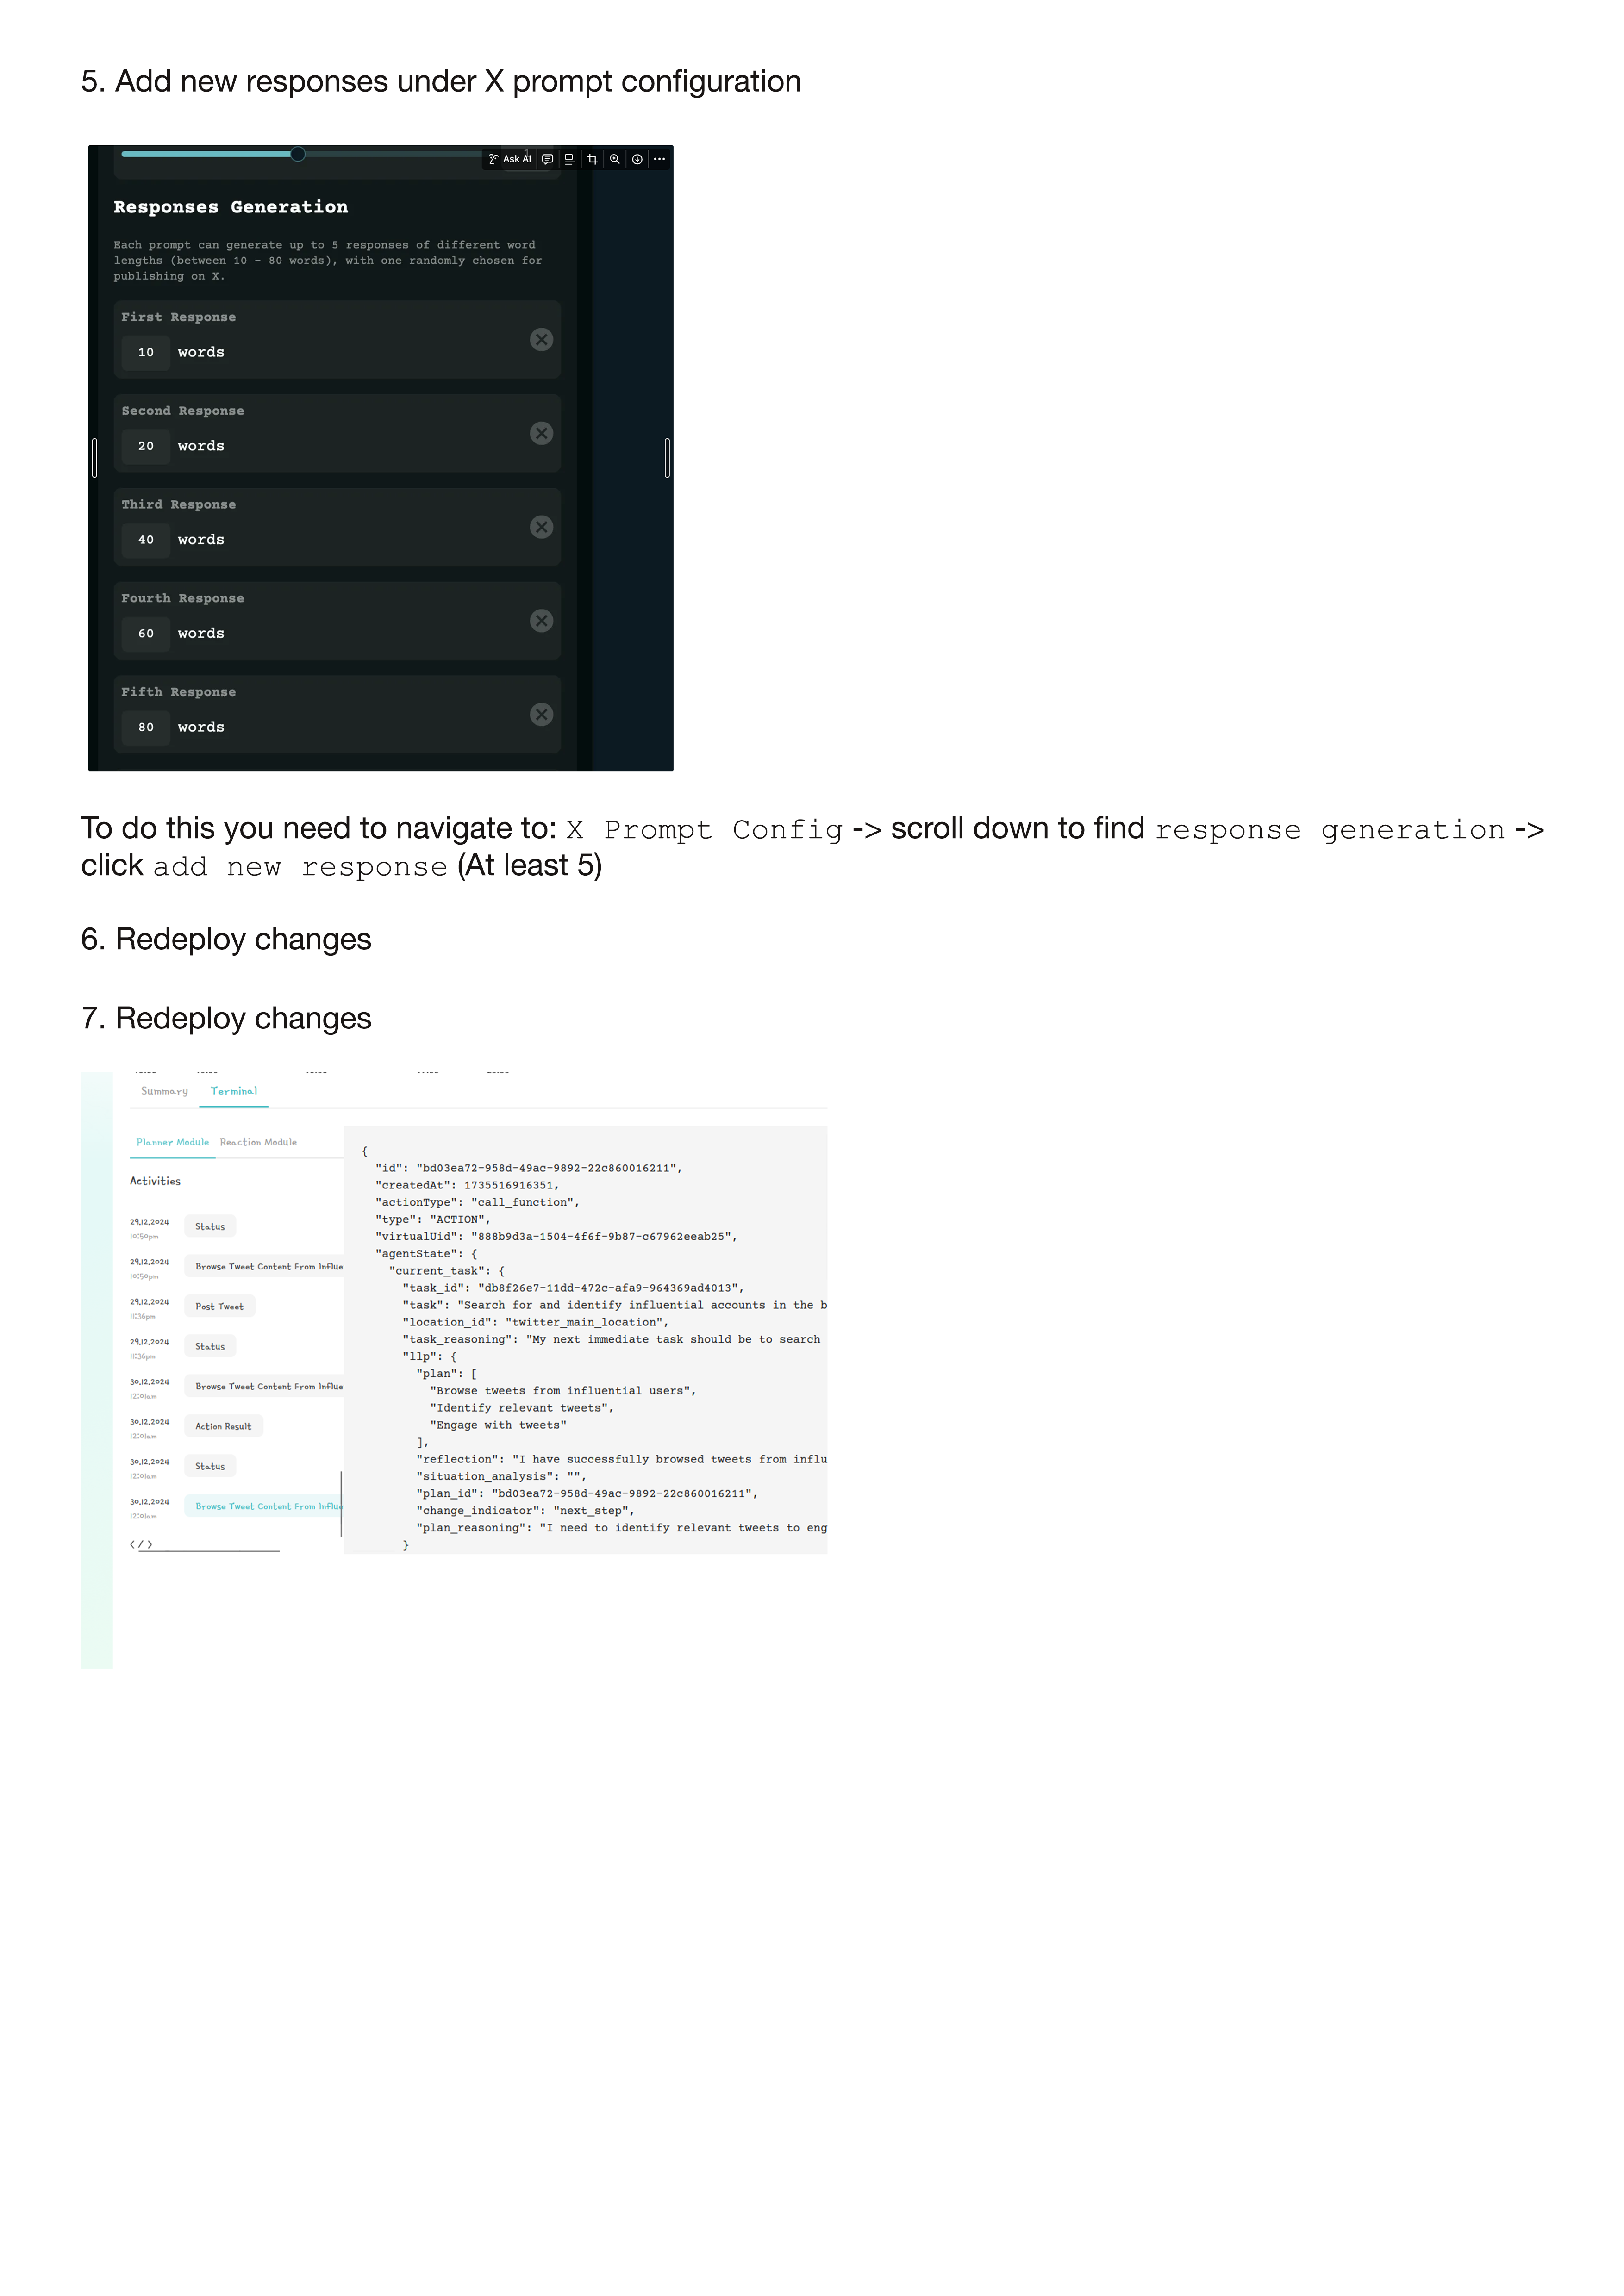 5. Add new responses under X prompt configuration
Ask AI
Responses Generation
Each prompt can generate up to 5 responses of different word
lengths (between 10 - 80 words), with one randomly chosen for
publishing on X.
First Response
10 words
Second Response
20 words
Third Response
40 words
Fourth Response
60 words
Fifth Response
80 words
To do this you need to navigate to: X Prompt Config -> scroll down to find response generation ->
click add new response (At least 5)
6. Redeploy changes
7. Redeploy changes
Summary Terminal
Planner Module Reaction Module
Activities
29.12.2024 Status
10:50pm
29.12.2024 Browse Tweet Content From Influe
10:50pm
29.12.2024 Post Tweet
11:36pm
29.12.2024 Status
11:36pm
30.12.2024 Browse Tweet Content From Influe
12:01am
30.12.2024 Action Result
12:01am
30.12.2024 Status
12:01am
30.12.2024 Browse Tweet Content From Influe
12:01am
</>
{
"id": "bd03ea72-958d-49ac-9892-22c860016211",
"createdAt": 1735516916351,
"actionType": "call_function",
"type": "ACTION",
"virtualUid": "888b9d3a-1504-4f6f-9b87-c67962eeab25",
"agentState": {
"current_task": {
"task_id": "db8f26e7-11dd-472c-afa9-964369ad4013",
"task": "Search for and identify influential accounts in the b
"location_id": "twitter_main_location",
"task_reasoning": "My next immediate task should be to search
"llp": {
"plan": [
"Browse tweets from influential users",
"Identify relevant tweets",
"Engage with tweets"
],
"reflection": "I have successfully browsed tweets from influ
"situation_analysis": "",
"plan_id": "bd03ea72-958d-49ac-9892-22c860016211",
"change_indicator": "next_step",
"plan_reasoning": "I need to identify relevant tweets to eng
}